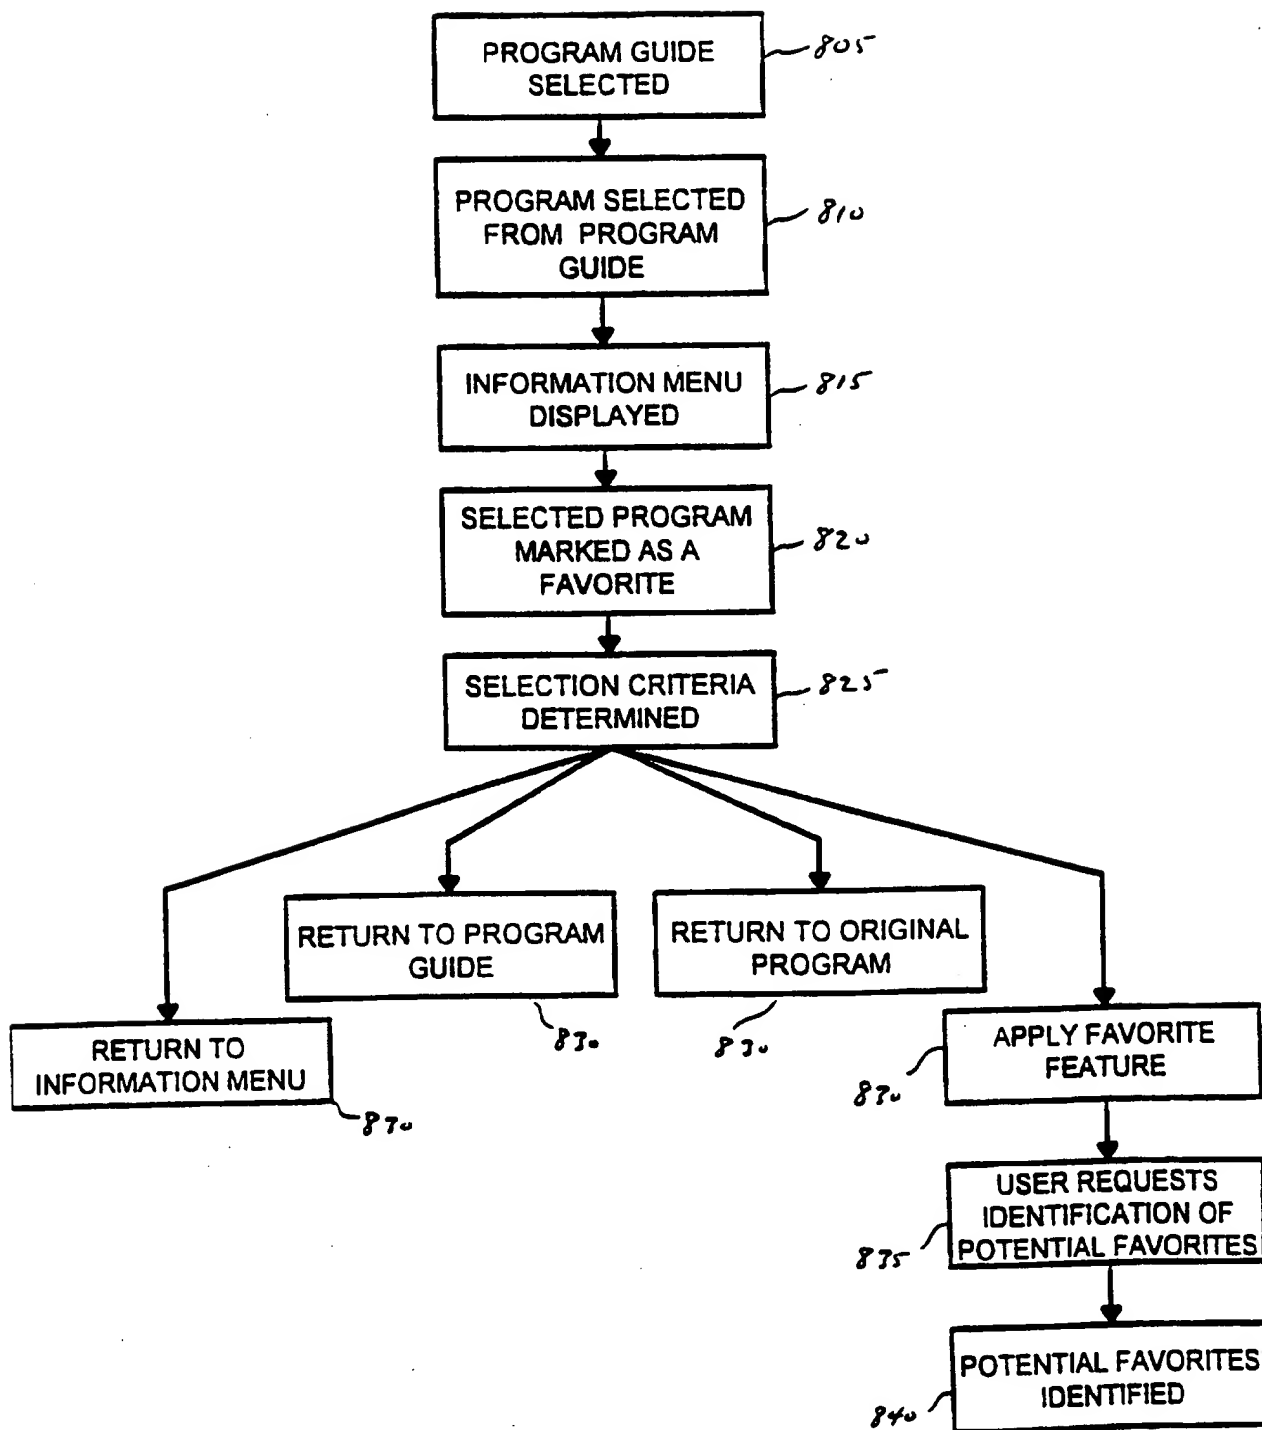 PROGRAM GUIDE
SELECTED
805
PROGRAM SELECTED
FROM PROGRAM
GUIDE
810
INFORMATION MENU
DISPLAYED
815
SELECTED PROGRAM
MARKED AS A
FAVORITE
820
SELECTION CRITERIA
DETERMINED
825
RETURN TO PROGRAM
GUIDE
830
RETURN TO ORIGINAL
PROGRAM
830
RETURN TO
INFORMATION MENU
830
APPLY FAVORITE
FEATURE
830
USER REQUESTS
IDENTIFICATION OF
POTENTIAL FAVORITES
835
POTENTIAL FAVORITES
IDENTIFIED
840